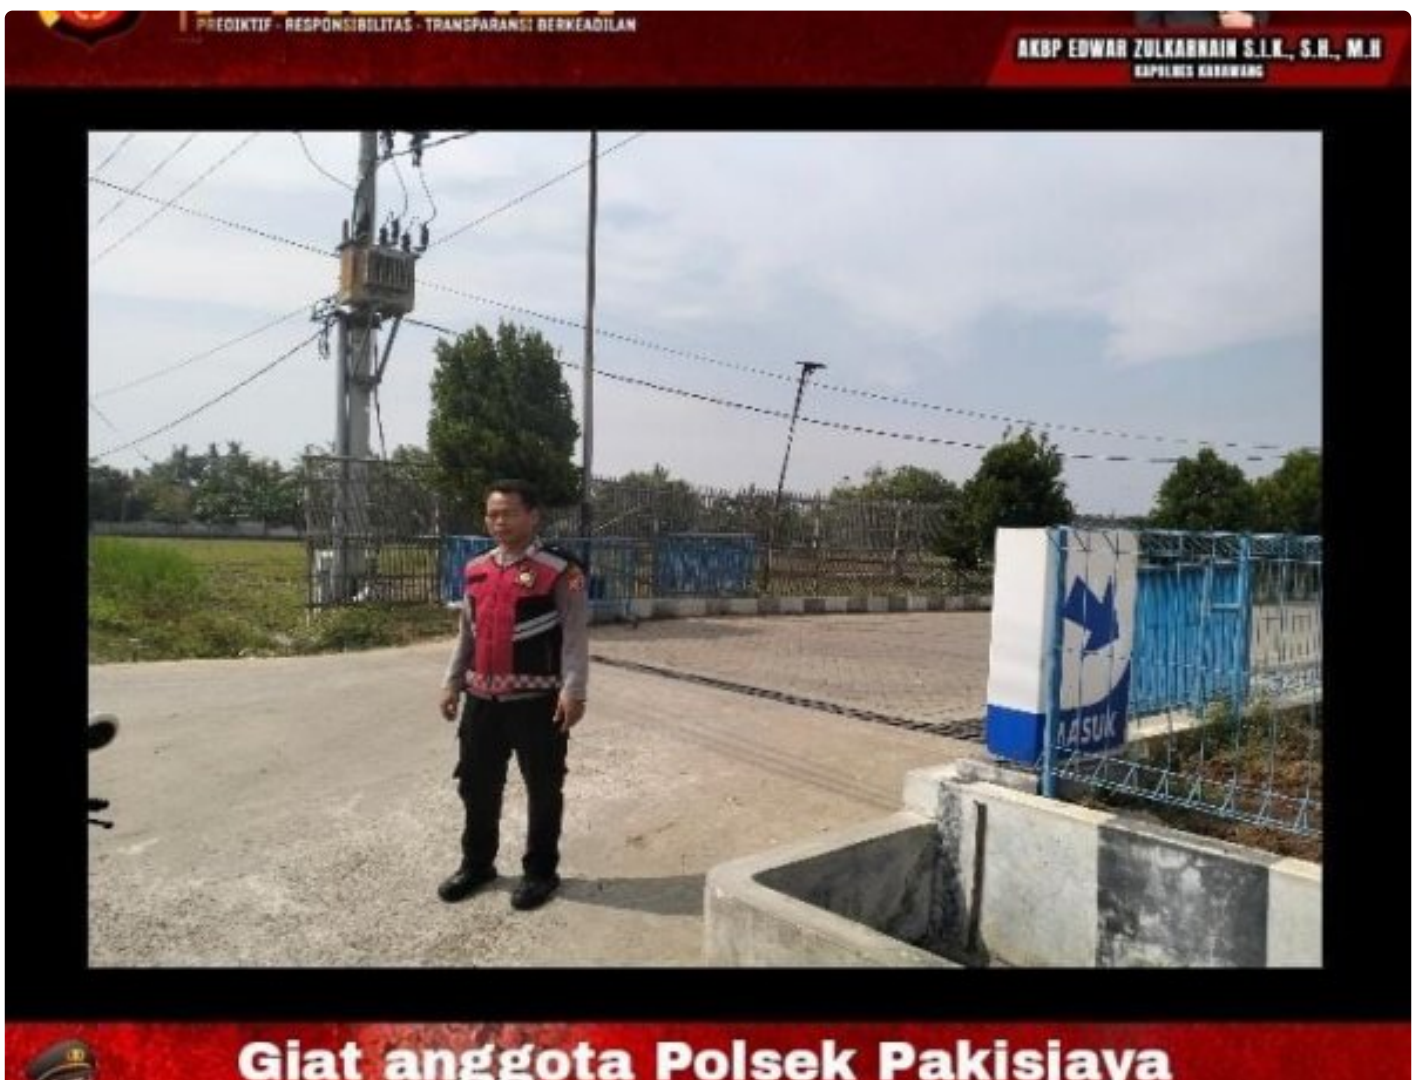 PREDIKTIF - RESPONSIBILITAS - TRANSPARANSI BERKEADILAN
AKBP EDWAR ZULKARNAIN S.I.K., S.H., M.H
KAPOLRES KARAWANG
MASUK
Giat anggota Polsek Pakisjaya